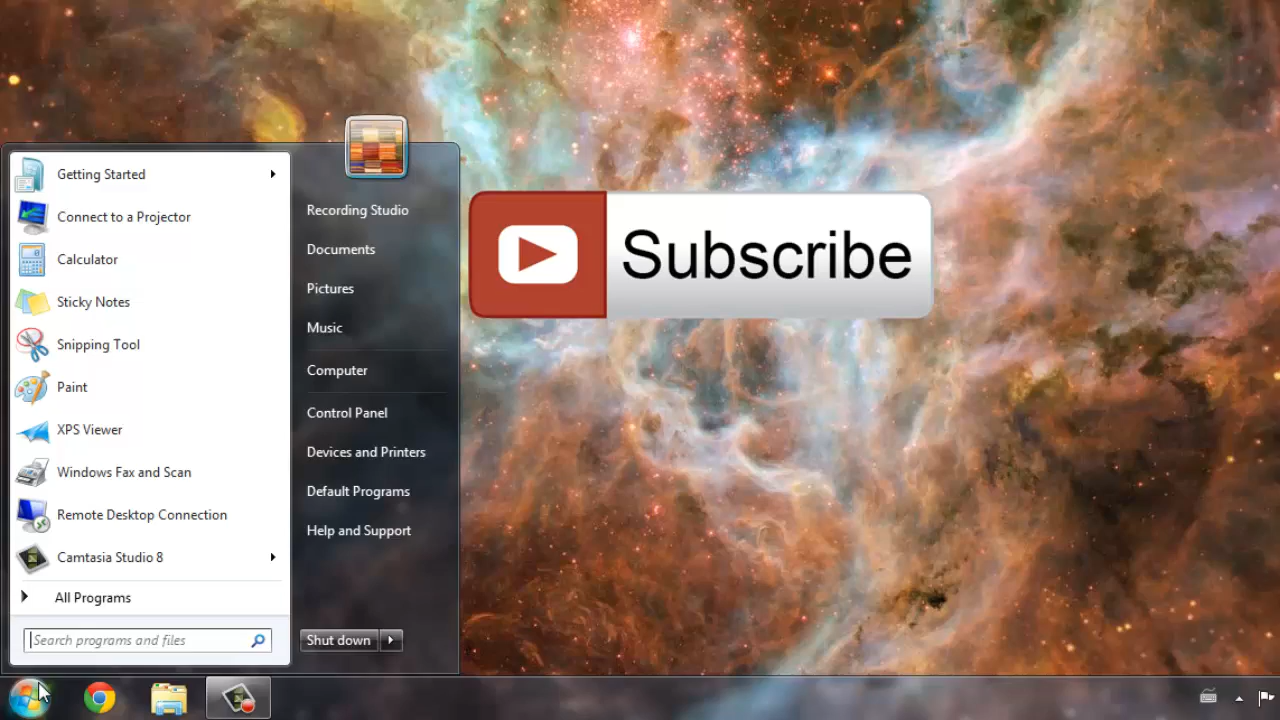 Getting Started
Connect to a Projector
Calculator
Sticky Notes
Snipping Tool
Paint
XPS Viewer
Windows Fax and Scan
Remote Desktop Connection
Camtasia Studio 8
All Programs
Search programs and files
Recording Studio
Documents
Pictures
Music
Computer
Control Panel
Devices and Printers
Default Programs
Help and Support
Shut down
Subscribe